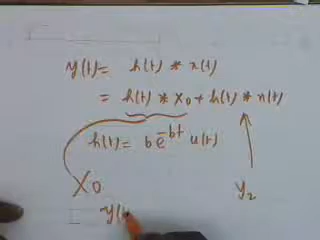 y(t) = h(t) * x(t)
= h(t) * X0 + h(t) * n(t)
h(t) = b e^-bt u(t)
X0 y2
y(